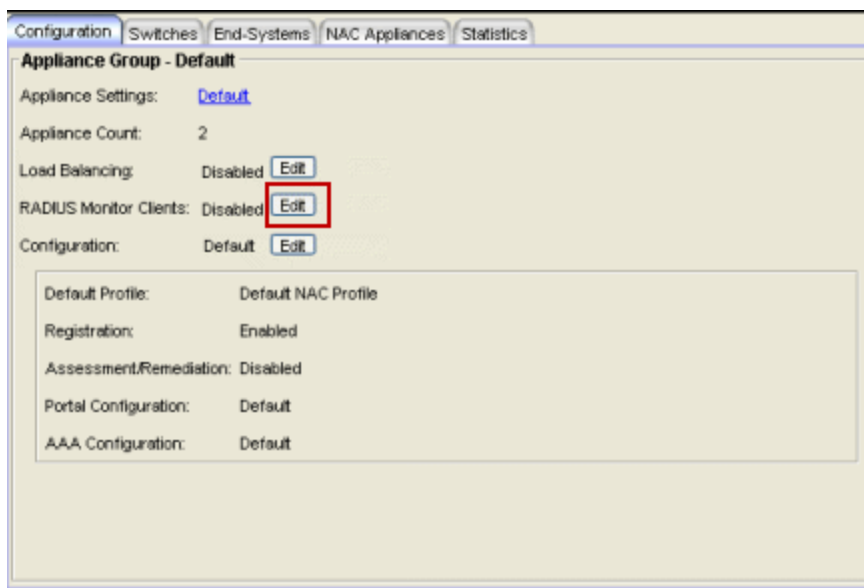 Configuration Switches End-Systems NAC Appliances Statistics
Appliance Group - Default
Appliance Settings: Default
Appliance Count: 2
Load Balancing: Disabled Edit
RADIUS Monitor Clients: Disabled Edit
Configuration: Default Edit
Default Profile: Default NAC Profile
Registration: Enabled
Assessment/Remediation: Disabled
Portal Configuration: Default
AAA Configuration: Default